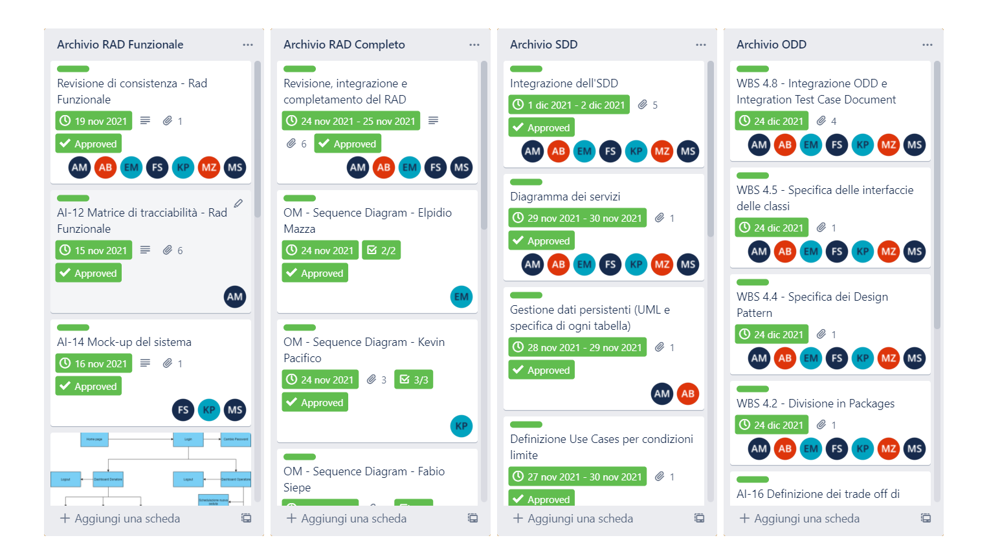 Archivio RAD Funzionale
Revisione di consistenza - Rad
Funzionale
19 nov 2021 1
Approved
AM AB EM FS KP MZ MS
AI-12 Matrice di tracciabilità - Rad
Funzionale
15 nov 2021 6
Approved
AM
AI-14 Mock-up del sistema
16 nov 2021 1
Approved
FS KP MS
Home page Login Cambio Password
Logout Dashboard Donatore Logout Dashboard Operatore
Schedulazione nuova
seduta
Aggiungi una scheda
Archivio RAD Completo
Revisione, integrazione e
completamento del RAD
24 nov 2021 - 25 nov 2021
6 Approved
AM AB EM FS MS
OM - Sequence Diagram - Elpidio
Mazza
24 nov 2021 2/2
Approved
EM
OM - Sequence Diagram - Kevin
Pacifico
24 nov 2021 3 3/3
Approved
KP
OM - Sequence Diagram - Fabio
Siepe
Aggiungi una scheda
Archivio SDD
Integrazione dell'SDD
1 dic 2021 - 2 dic 2021 5
Approved
AM AB EM FS KP MZ MS
Diagramma dei servizi
29 nov 2021 - 30 nov 2021 1
Approved
AM AB EM FS KP MZ MS
Gestione dati persistenti (UML e
specifica di ogni tabella)
28 nov 2021 - 29 nov 2021 1
Approved
AM AB
Definizione Use Cases per condizioni
limite
27 nov 2021 - 30 nov 2021 1
Approved
Aggiungi una scheda
Archivio ODD
WBS 4.8 - Integrazione ODD e
Integration Test Case Document
24 dic 2021 4
AM AB EM FS KP MZ MS
WBS 4.5 - Specifica delle interfaccie
delle classi
24 dic 2021 1
AM AB EM FS KP MZ MS
WBS 4.4 - Specifica dei Design
Pattern
24 dic 2021 1
AM AB EM FS KP MZ MS
WBS 4.2 - Divisione in Packages
24 dic 2021 1
AM AB EM FS KP MZ MS
AI-16 Definizione dei trade off di
Aggiungi una scheda